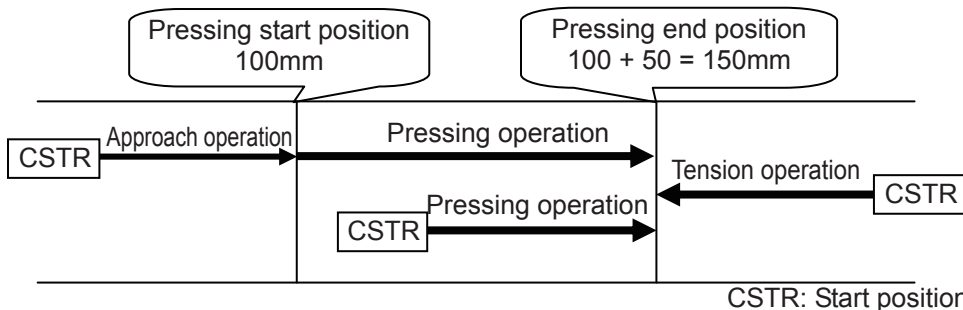 Pressing start position
100mm
Pressing end position
100 + 50 = 150mm
CSTR
Approach operation
Pressing operation
Tension operation
CSTR
CSTR
Pressing operation
CSTR: Start position